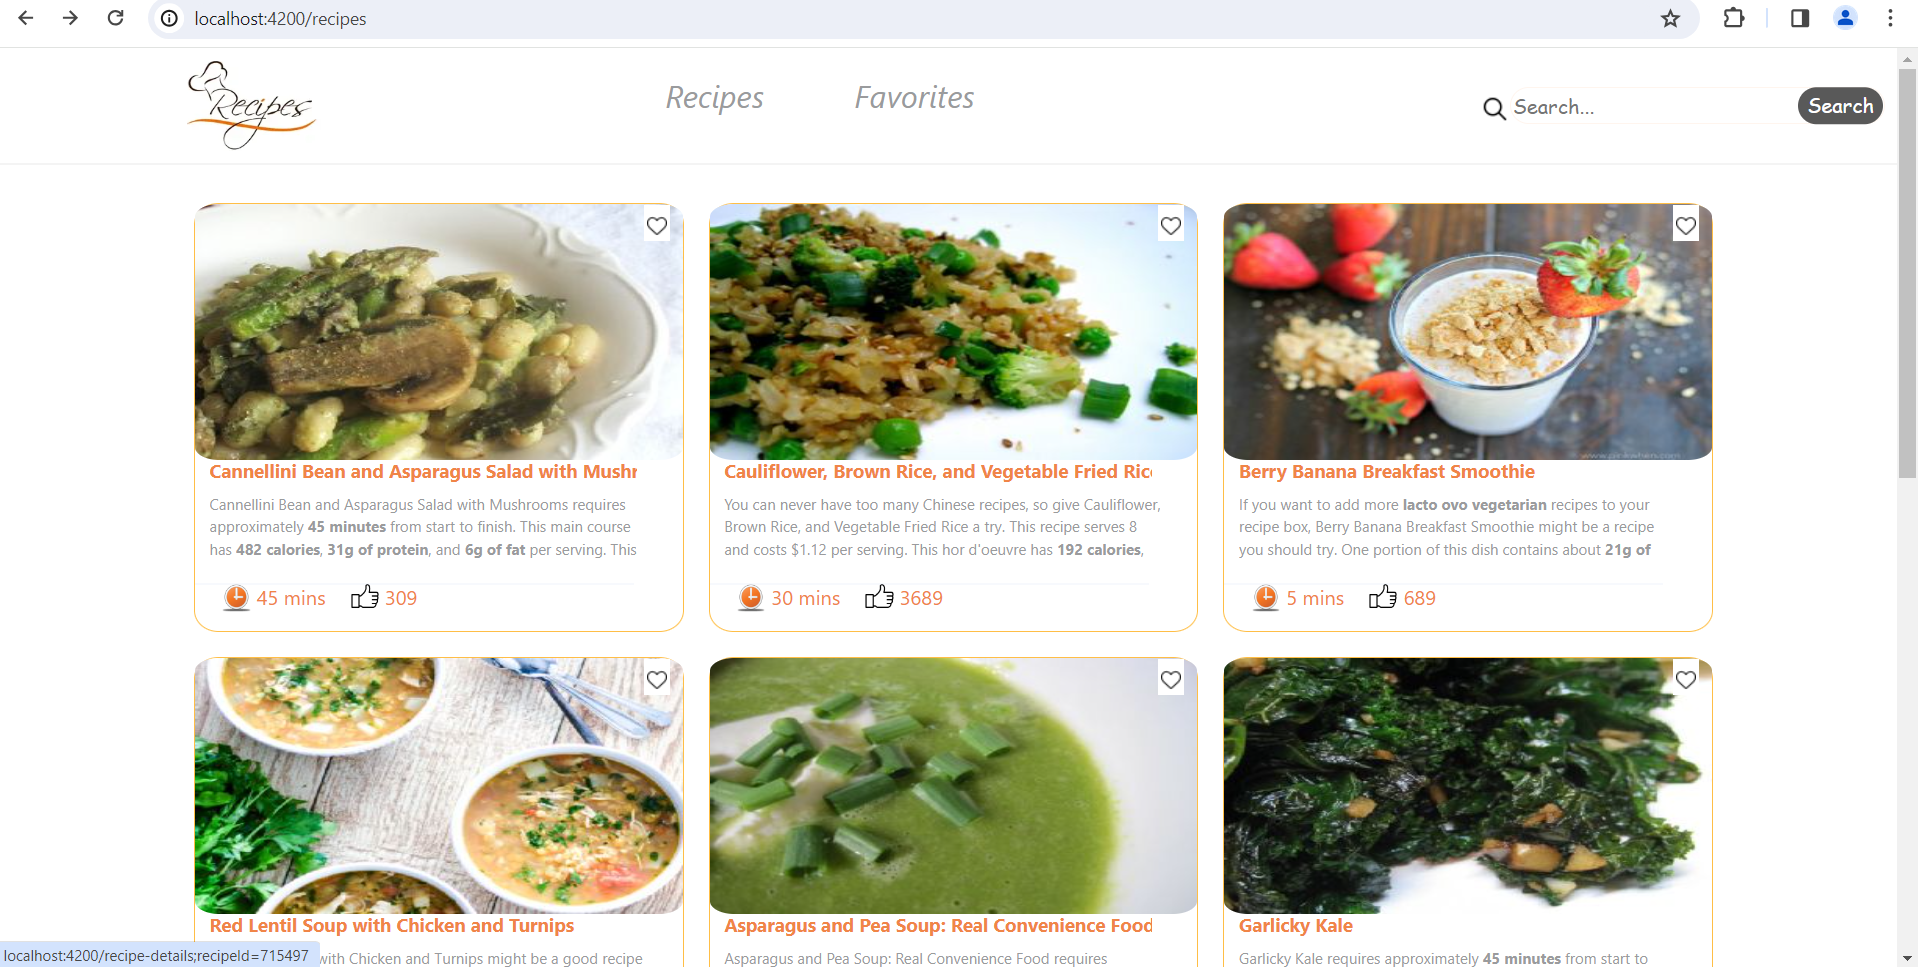 localhost:4200/recipes
Recipes
Recipes
Favorites
Search...
Search
www.pinkwhen.com
Cannellini Bean and Asparagus Salad with Mushr
Cannellini Bean and Asparagus Salad with Mushrooms requires
approximately 45 minutes from start to finish. This main course
has 482 calories, 31g of protein, and 6g of fat per serving. This
45 mins
309
Cauliflower, Brown Rice, and Vegetable Fried Ric
You can never have too many Chinese recipes, so give Cauliflower,
Brown Rice, and Vegetable Fried Rice a try. This recipe serves 8
and costs $1.12 per serving. This hor d'oeuvre has 192 calories,
30 mins
3689
Berry Banana Breakfast Smoothie
If you want to add more lacto ovo vegetarian recipes to your
recipe box, Berry Banana Breakfast Smoothie might be a recipe
you should try. One portion of this dish contains about 21g of
5 mins
689
Red Lentil Soup with Chicken and Turnips
with Chicken and Turnips might be a good recipe
Asparagus and Pea Soup: Real Convenience Food
Asparagus and Pea Soup: Real Convenience Food requires
Garlicky Kale
Garlicky Kale requires approximately 45 minutes from start to
localhost:4200/recipe-details;recipeId=715497